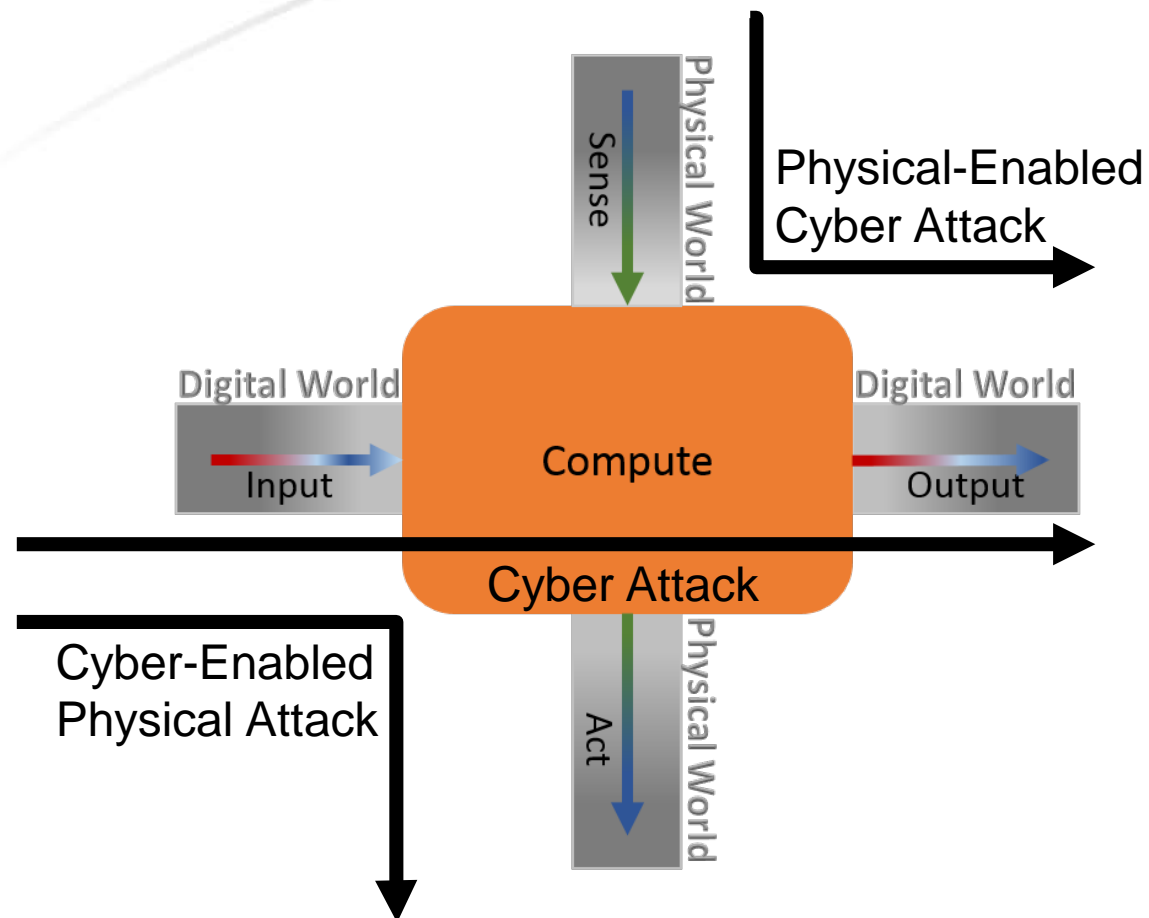 Physical World
Sense
Physical-Enabled
Cyber Attack
Digital World
Digital World
Input
Compute
Output
Cyber Attack
Cyber-Enabled
Physical Attack
Act
Physical World